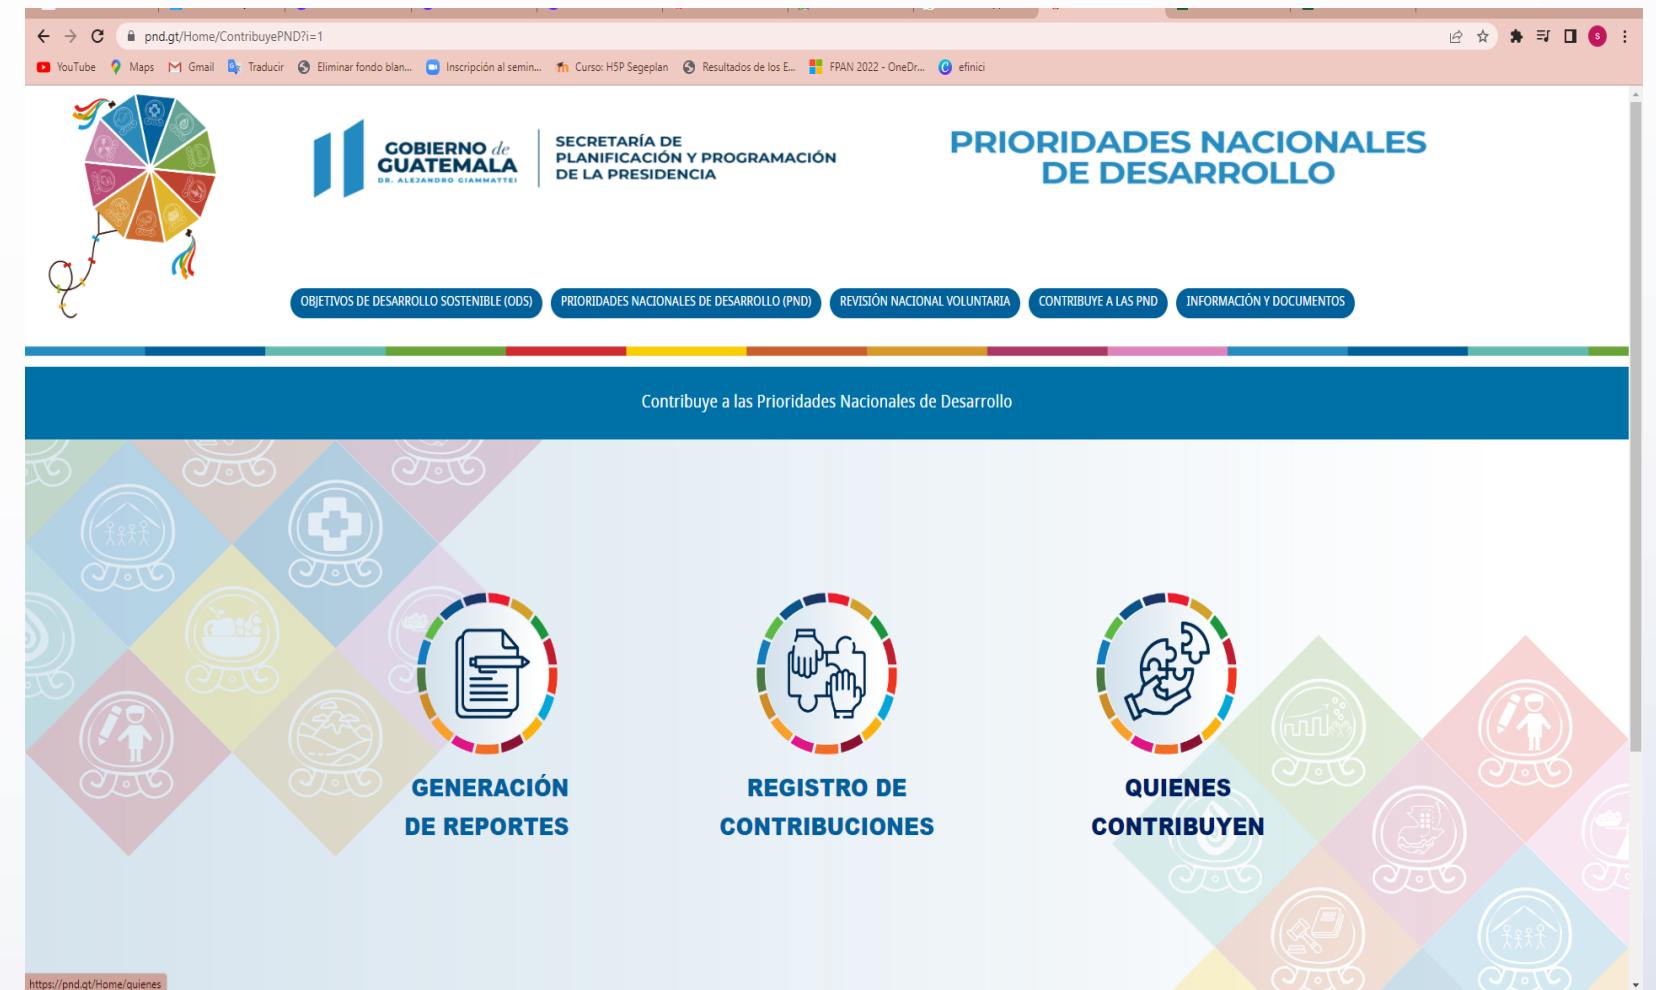 pnd.gt/Home/ContribuyePND?i=1
S
YouTube Maps Gmail Traducir Eliminar fondo blan... Inscripción al semin... Curso: H5P Segeplan Resultados de los E... FPAN 2022 - OneDr... efinici
GOBIERNO de
GUATEMALA
DR. ALEJANDRO GIAMMATTEI
SECRETARÍA DE
PLANIFICACIÓN Y PROGRAMACIÓN
DE LA PRESIDENCIA
PRIORIDADES NACIONALES
DE DESARROLLO
OBJETIVOS DE DESARROLLO SOSTENIBLE (ODS) PRIORIDADES NACIONALES DE DESARROLLO (PND) REVISIÓN NACIONAL VOLUNTARIA CONTRIBUYE A LAS PND INFORMACIÓN Y DOCUMENTOS
Contribuye a las Prioridades Nacionales de Desarrollo
GENERACIÓN
DE REPORTES
REGISTRO DE
CONTRIBUCIONES
QUIENES
CONTRIBUYEN
https://pnd.gt/Home/quienes